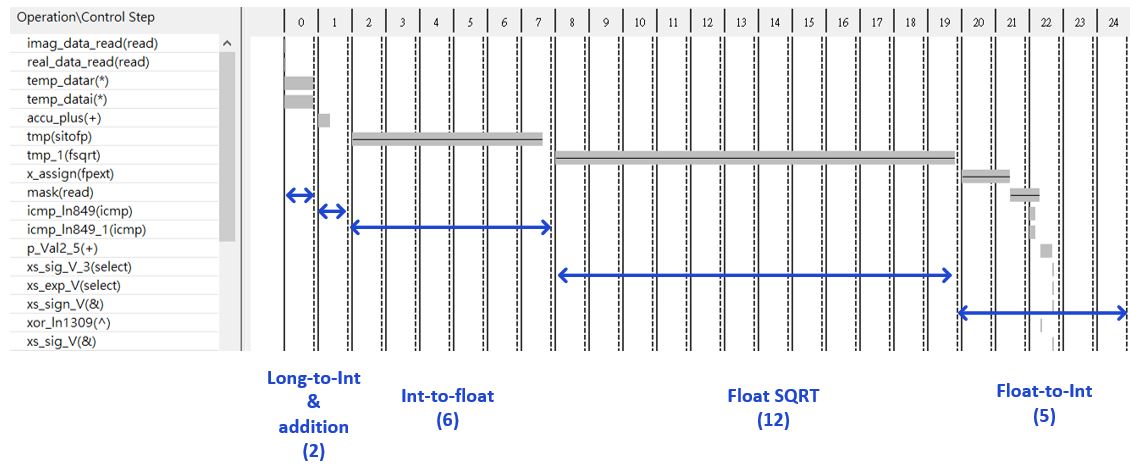 Operation\Control Step
0 1 2 3 4 5 6 7 8 9 10 11 12 13 14 15 16 17 18 19 20 21 22 23 24
imag_data_read(read)
real_data_read(read)
temp_datar(*)
temp_datai(*)
accu_plus(+)
tmp(sitofp)
tmp_1(fsqrt)
x_assign(fpext)
mask(read)
icmp_ln849(icmp)
icmp_ln849_1(icmp)
p_Val2_5(+)
xs_sig_V_3(select)
xs_exp_V(select)
xs_sign_V(&)
xor_ln1309(^)
xs_sig_V(&)
Long-to-Int
&
addition
(2)
Int-to-float
(6)
Float SQRT
(12)
Float-to-Int
(5)